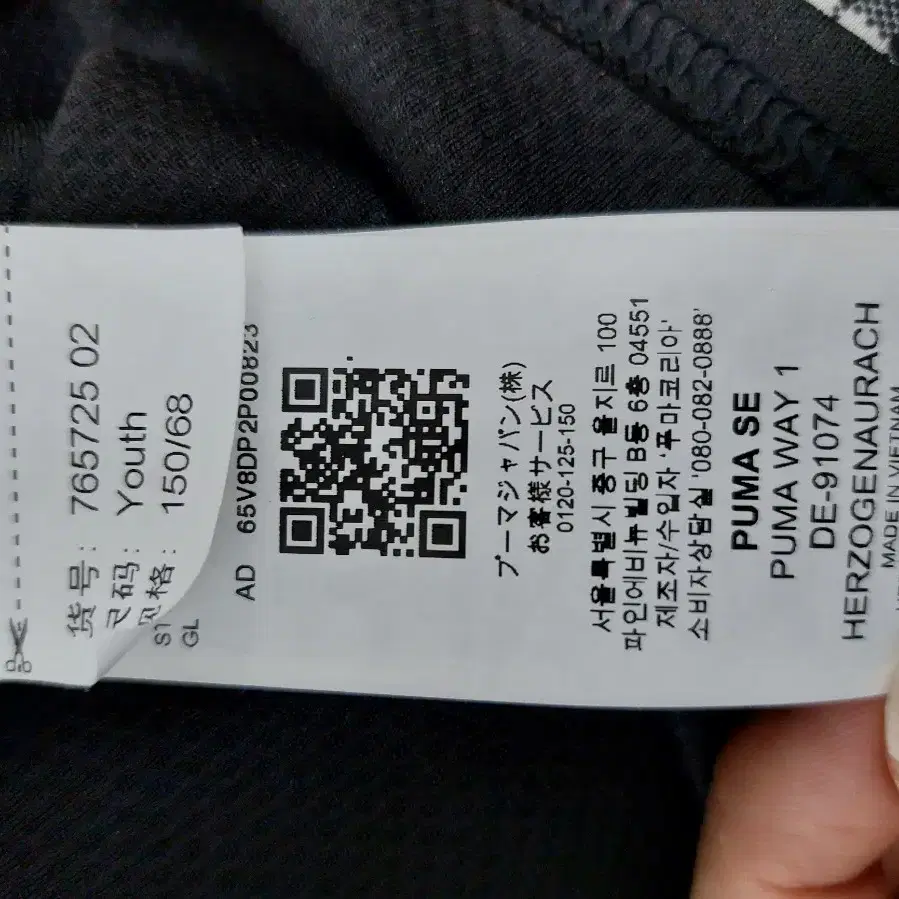 货号： 765725 02
尺码： Youth
规格： 150/68
GL
AD 65V8DP2P00823
プーマジャパン(株)
お客様サービス
0120-125-150
서울특별시 중구 을지로 100
파인에비뉴빌딩 B동 6층 04551
제조자/수입자 '푸마코리아'
소비자상담실 '080-082-0888'
PUMA SE
PUMA WAY 1
DE-91074
HERZOGENAURACH
MADE IN VIETNAM